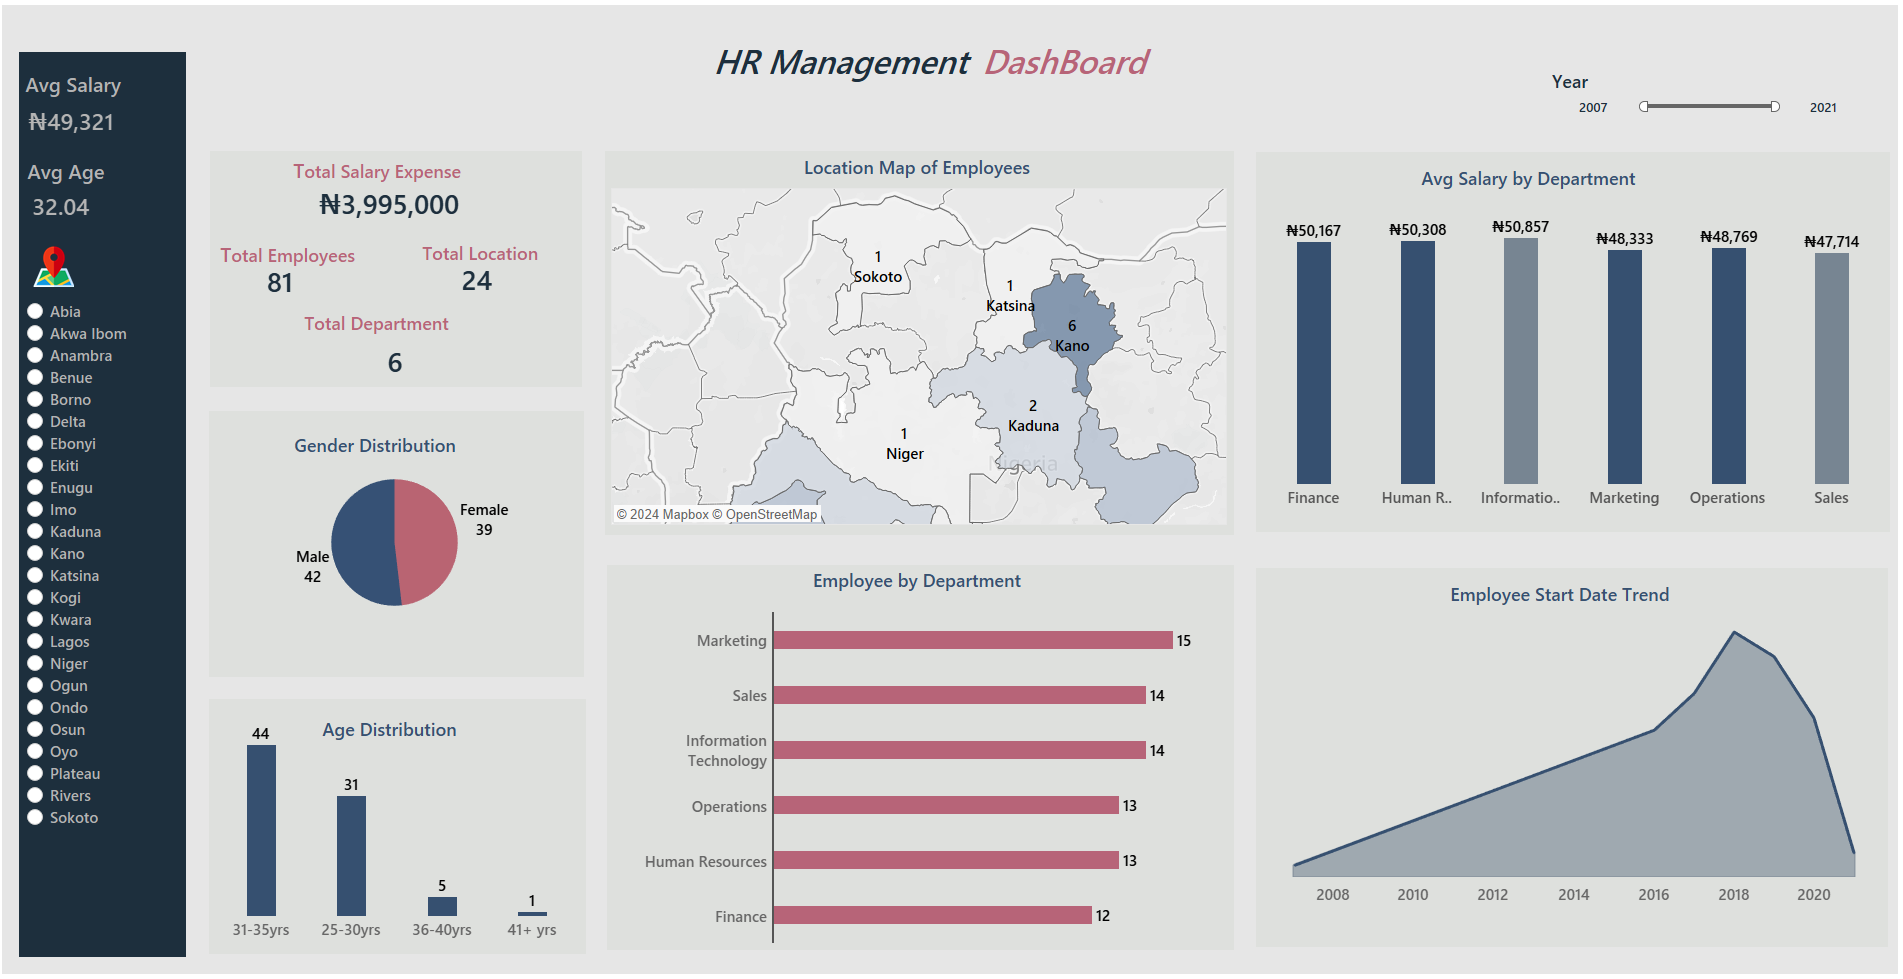 HR Management DashBoard
Year
2007
2021
Avg Salary
₦49,321
Avg Age
32.04
Abia
Akwa Ibom
Anambra
Benue
Borno
Delta
Ebonyi
Ekiti
Enugu
Imo
Kaduna
Kano
Katsina
Kogi
Kwara
Lagos
Niger
Ogun
Ondo
Osun
Oyo
Plateau
Rivers
Sokoto
Total Salary Expense
₦3,995,000
Total Employees
81
Total Location
24
Total Department
6
Gender Distribution
Female
39
Male
42
Age Distribution
44
31
5
1
31-35yrs
25-30yrs
36-40yrs
41+ yrs
Location Map of Employees
1
Sokoto
1
Katsina
6
Kano
2
Kaduna
1
Niger
Nigeria
© 2024 Mapbox © OpenStreetMap
Employee by Department
Marketing 15
Sales 14
Information
Technology 14
Operations 13
Human Resources 13
Finance 12
Avg Salary by Department
₦50,167
₦50,308
₦50,857
₦48,333
₦48,769
₦47,714
Finance
Human R..
Informatio..
Marketing
Operations
Sales
Employee Start Date Trend
2008
2010
2012
2014
2016
2018
2020